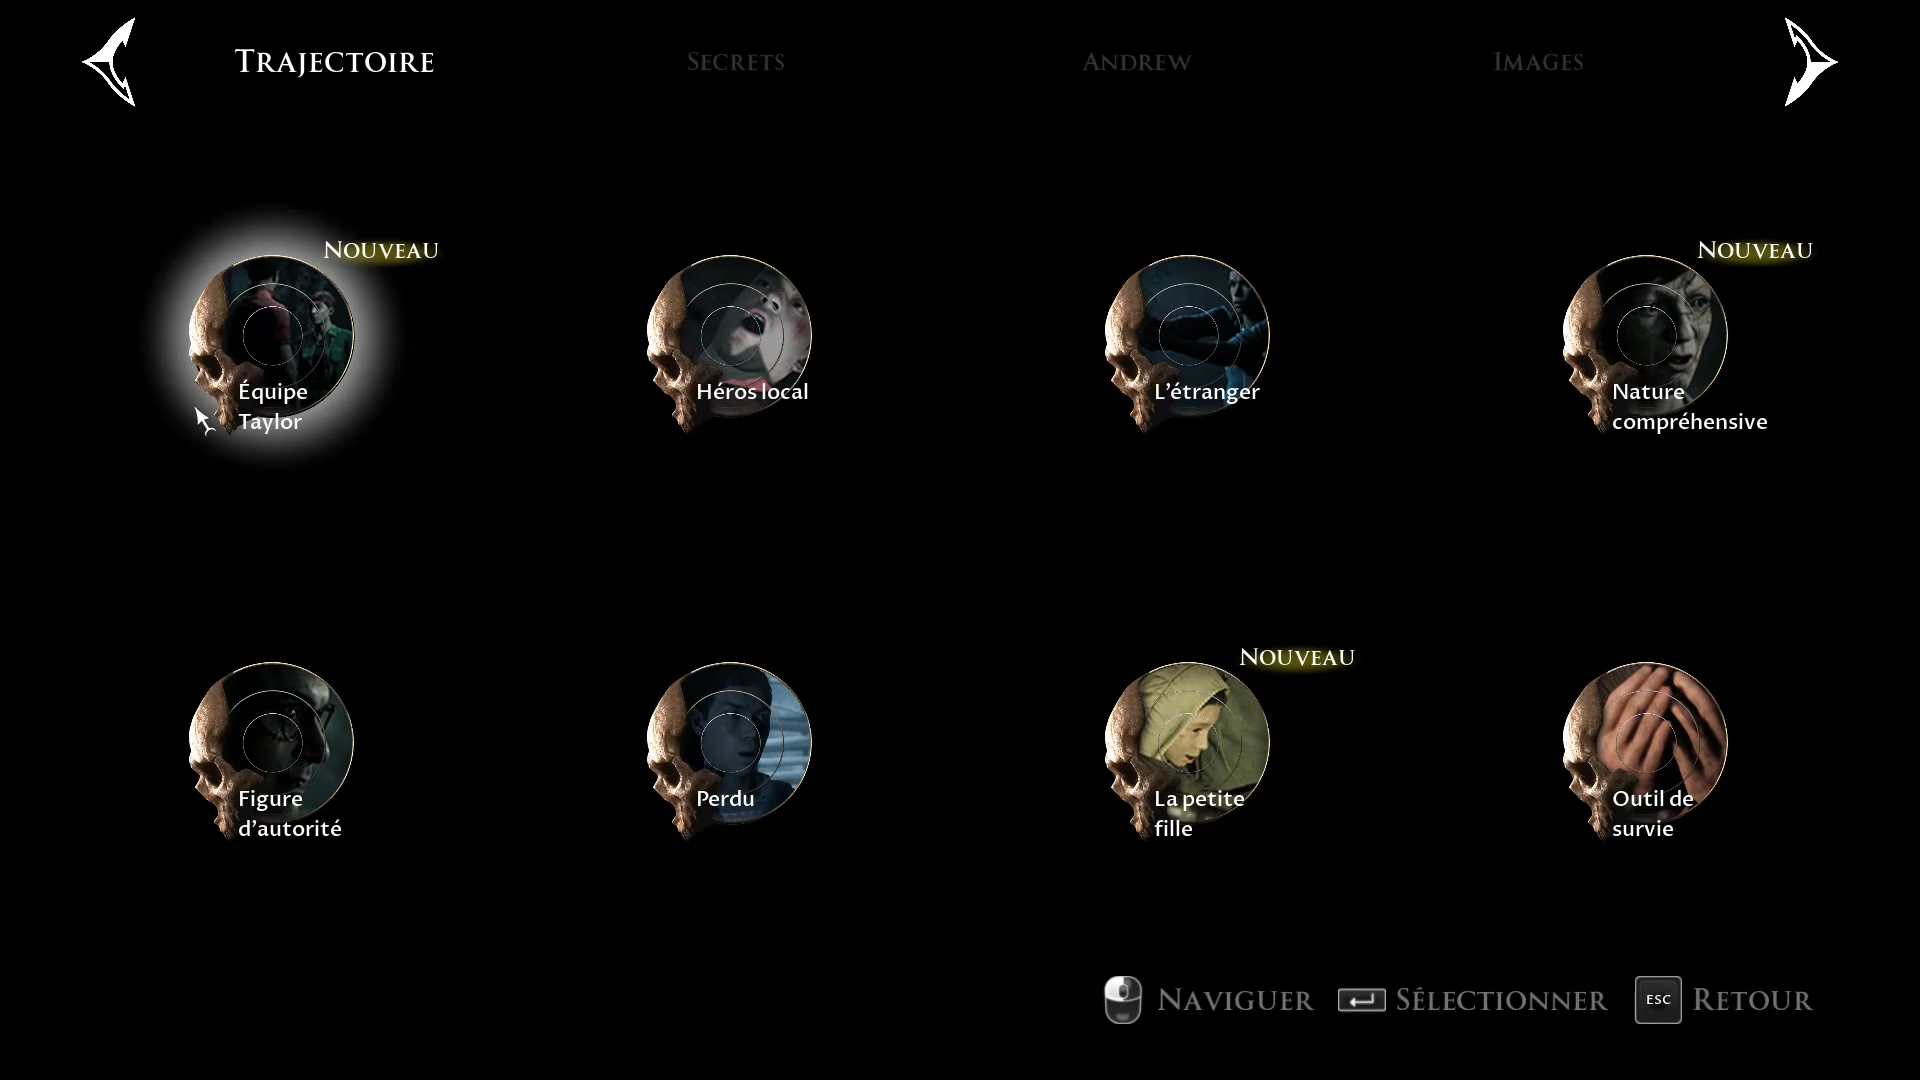 Trajectoire
Secrets
Andrew
Images
Nouveau
Nouveau
Équipe
Taylor
Héros local
L'étranger
Nature
compréhensive
Nouveau
Figure
d'autorité
Perdu
La petite
fille
Outil de
survie
Naviguer
Sélectionner
ESC
Retour